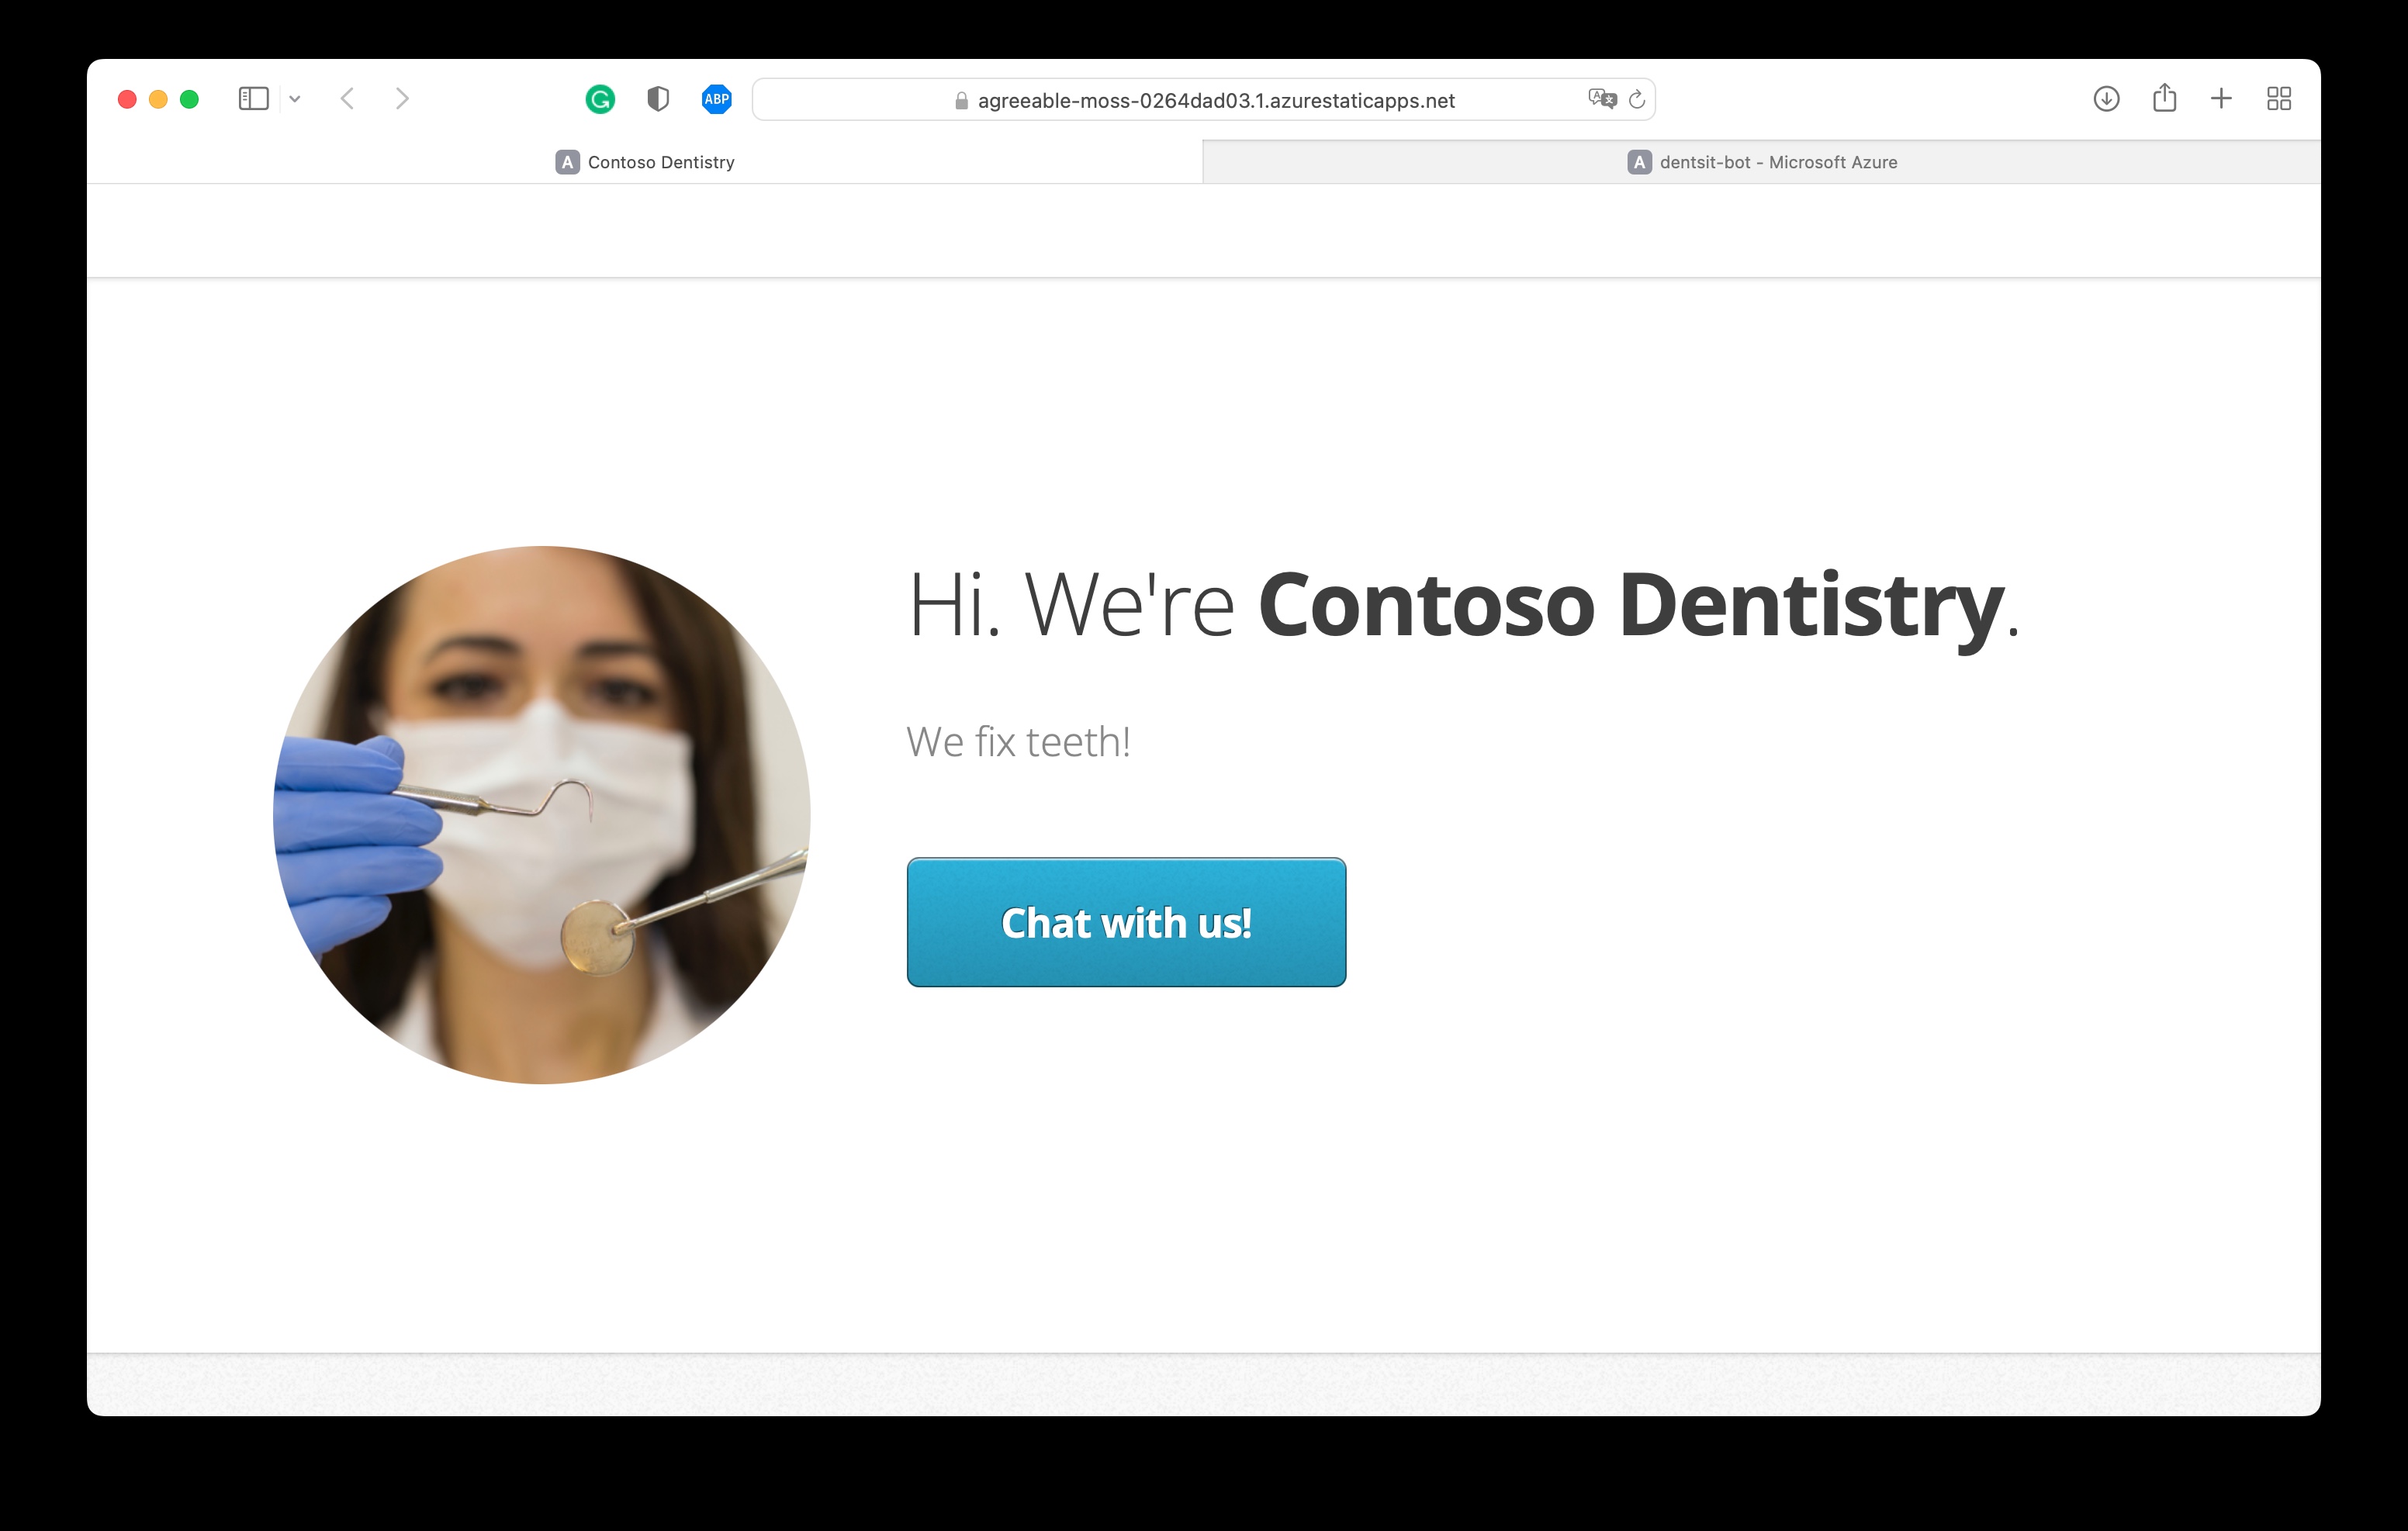 ABP
agreeable-moss-0264dad03.1.azurestaticapps.net
A Contoso Dentistry
A dentsit-bot - Microsoft Azure
Hi. We're Contoso Dentistry.
We fix teeth!
Chat with us!